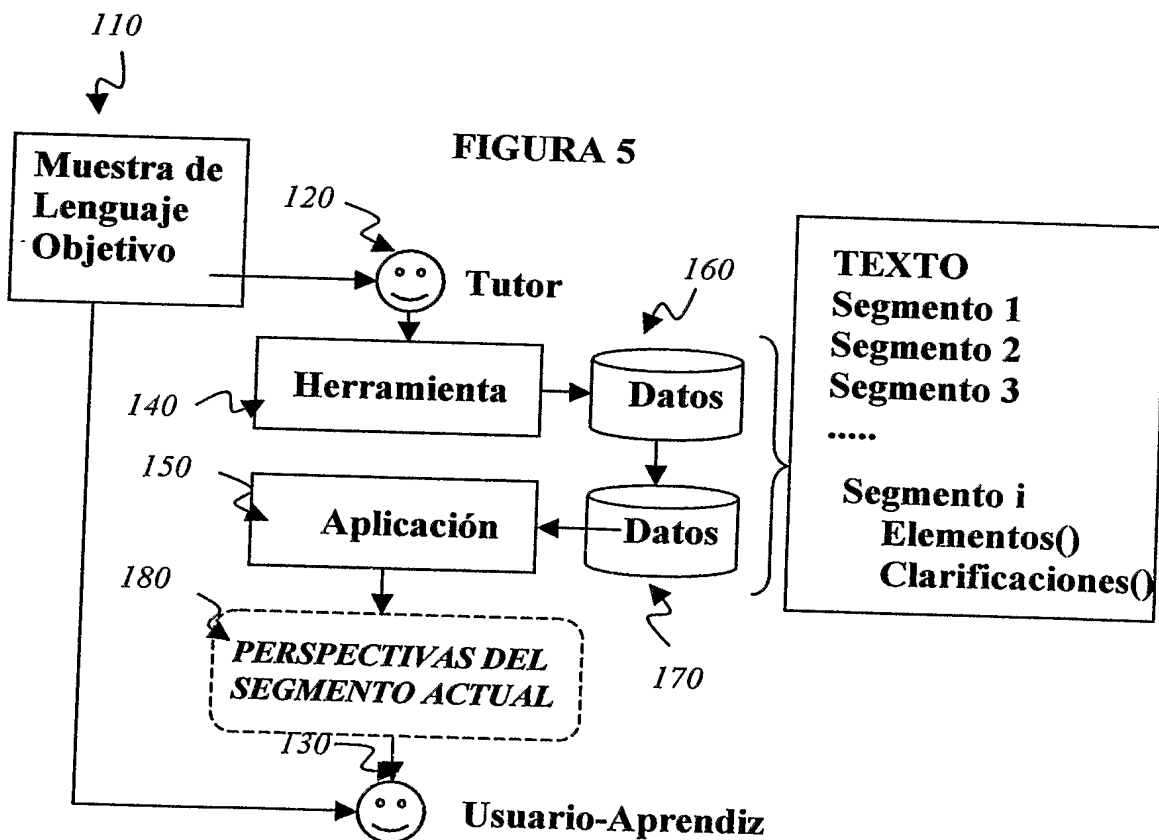 110
FIGURA 5
Muestra de
Lenguaje
Objetivo
120
Tutor
160
TEXTO
Segmento 1
Segmento 2
Segmento 3
.....
Segmento i
Elementos()
Clarificaciones()
Herramienta
140
Datos
150
Aplicación
Datos
180
170
PERSPECTIVAS DEL
SEGMENTO ACTUAL
130
Usuario-Aprendiz